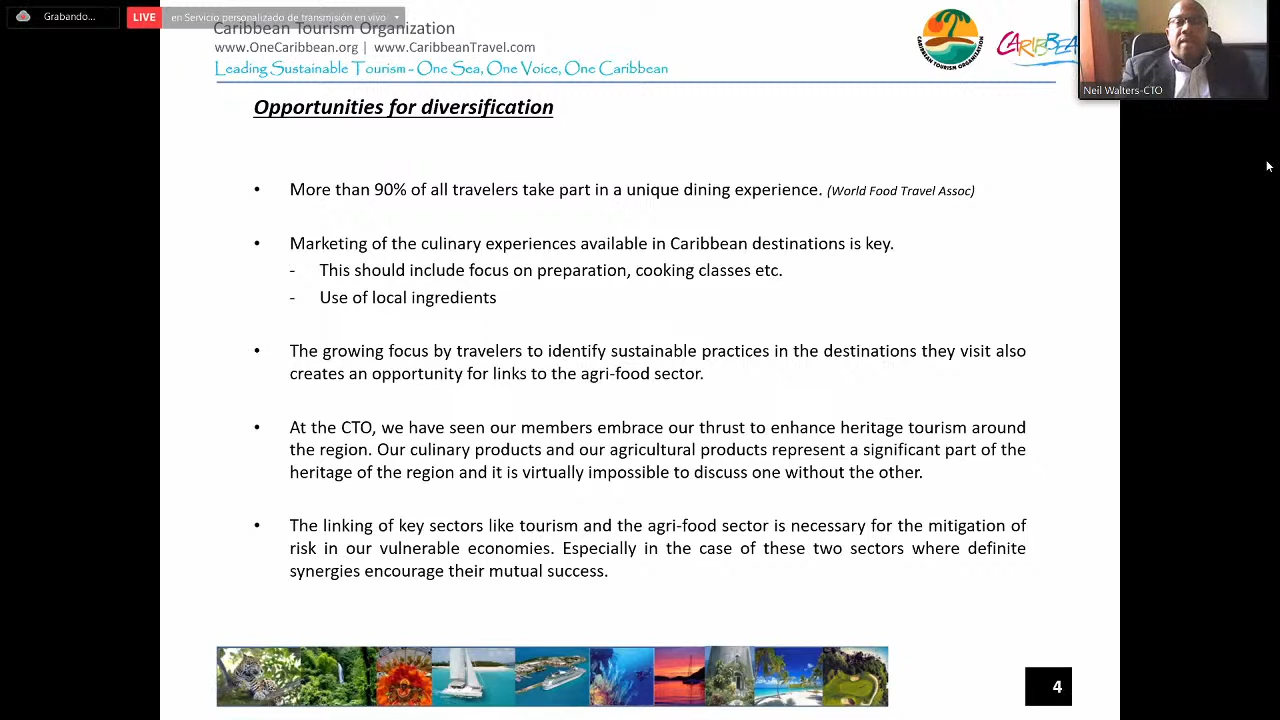 Grabando...
LIVE
en Servicio personalizado de transmisión en vivo
Caribbean Tourism Organization
www.OneCaribbean.org | www.CaribbeanTravel.com
Leading Sustainable Tourism - One Sea, One Voice, One Caribbean
CARIBBEAN TOURISM ORGANIZATION
Neil Walters-CTO
Opportunities for diversification
• More than 90% of all travelers take part in a unique dining experience. (World Food Travel Assoc)
• Marketing of the culinary experiences available in Caribbean destinations is key.
- This should include focus on preparation, cooking classes etc.
- Use of local ingredients
• The growing focus by travelers to identify sustainable practices in the destinations they visit also
creates an opportunity for links to the agri-food sector.
• At the CTO, we have seen our members embrace our thrust to enhance heritage tourism around
the region. Our culinary products and our agricultural products represent a significant part of the
heritage of the region and it is virtually impossible to discuss one without the other.
• The linking of key sectors like tourism and the agri-food sector is necessary for the mitigation of
risk in our vulnerable economies. Especially in the case of these two sectors where definite
synergies encourage their mutual success.
4